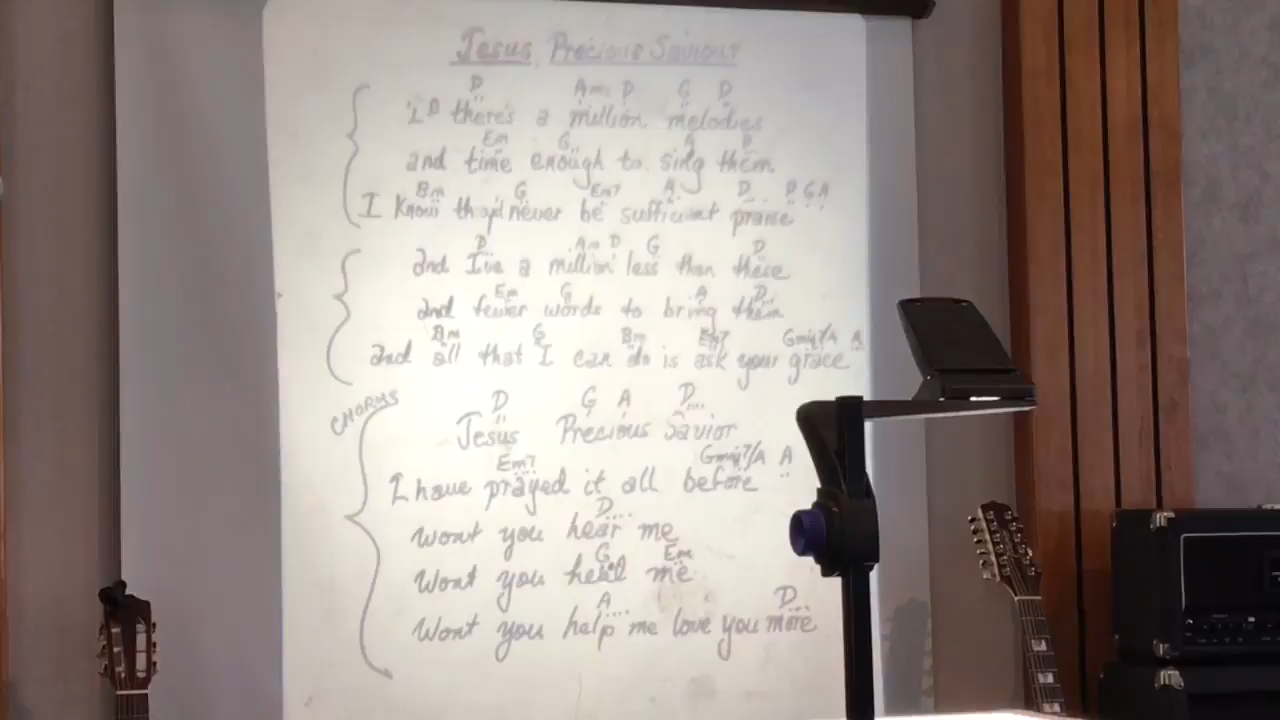 Jesus Precious Saviour
D Am D G D
If there's a million melodies
Em G A D
and time enough to sing them
Bm G Em7 A D D G A
I Know they'd never be sufficient praise
D Am D G D
and I've a million less than these
Em G A D
and fewer words to bring them
Bm G Bm Em7 Gmaj7/A A
and all that I can do is ask your grace
CHORUS
D G A D
Jesus Precious Savior
Em7 Gmaj7/A A
I have prayed it all before
D
Wont you hear me
G Em
Wont you heal me
A D
Wont you help me love you more